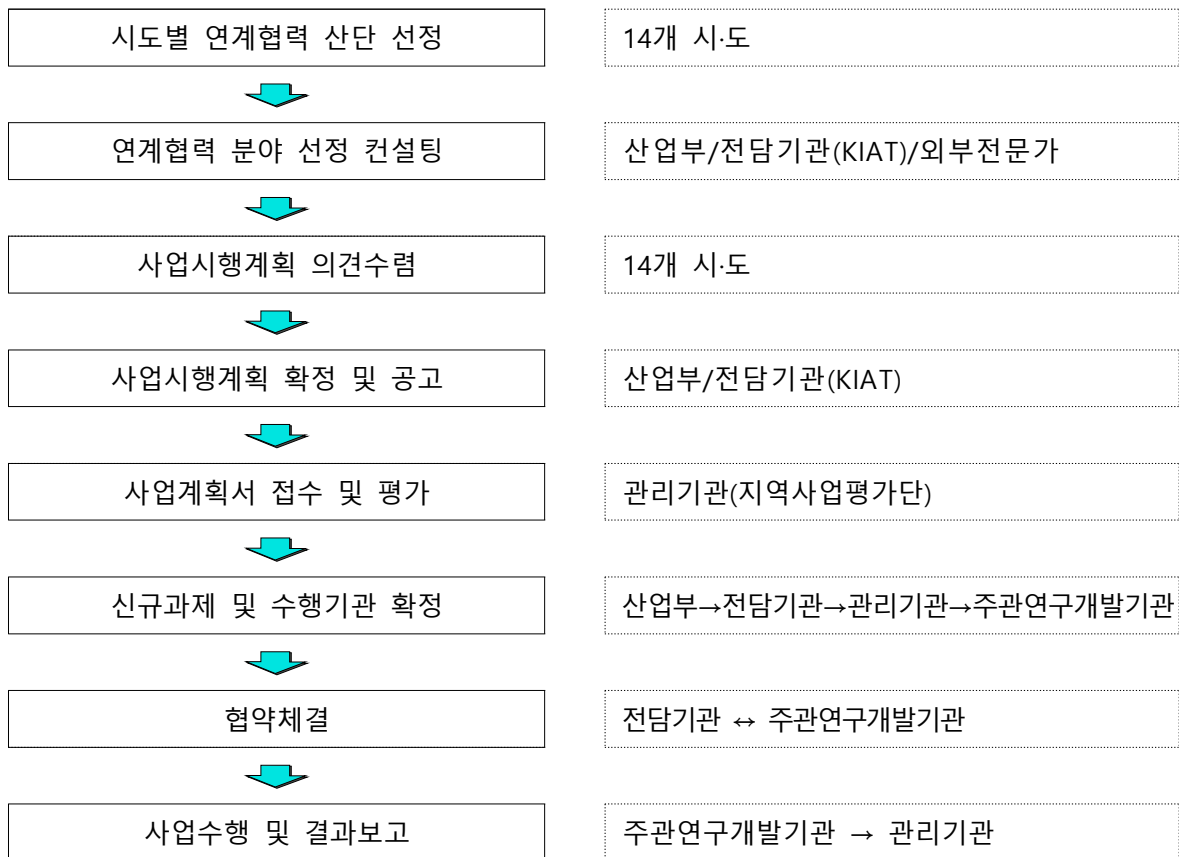 시도별 연계협력 산단 선정
14개 시·도
연계협력 분야 선정 컨설팅
산업부/전담기관(KIAT)/외부전문가
사업시행계획 의견수렴
14개 시·도
사업시행계획 확정 및 공고
산업부/전담기관(KIAT)
사업계획서 접수 및 평가
관리기관(지역사업평가단)
신규과제 및 수행기관 확정
산업부→전담기관→관리기관→주관연구개발기관
협약체결
전담기관 ↔ 주관연구개발기관
사업수행 및 결과보고
주관연구개발기관 → 관리기관